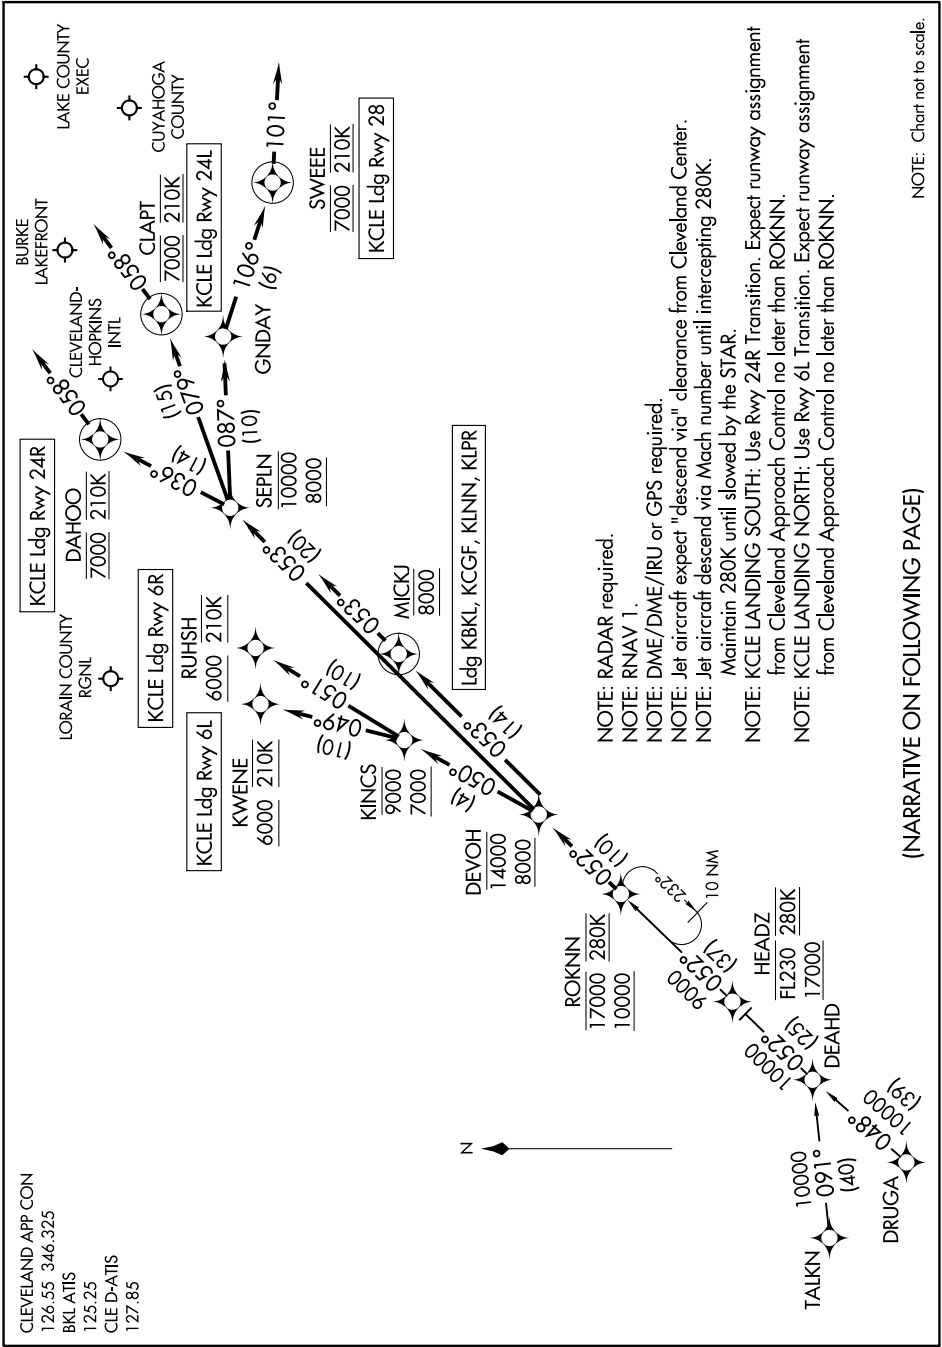 CLEVELAND APP CON
126.55 346.325
BKL ATIS
125.25
CLE D-ATIS
127.85
LORAIN COUNTY
RGNL
CLEVELAND-
HOPKINS
INTL
BURKE
LAKEFRONT
LAKE COUNTY
EXEC
CUYAHOGA
COUNTY
KCLE Ldg Rwy 24R
DAHOO
7000 210K
058°
036°
(14)
CLAPT
7000 210K
KCLE Ldg Rwy 24L
058°
079°
(15)
SWEEE
7000 210K
KCLE Ldg Rwy 28
101°
106°
(6)
GNDAY
087°
(10)
SEPLN
10000
8000
053°
(20)
KCLE Ldg Rwy 6R
RUHSH
6000 210K
051°
(10)
KCLE Ldg Rwy 6L
KWENE
6000 210K
049°
(10)
KINCS
9000
7000
050°
(4)
MICKJ
8000
053°
053°
(14)
Ldg KBKL, KCGF, KLNN, KLPR
DEVOH
14000
8000
052°
(10)
ROKNN
17000 280K
10000
232°
10 NM
9000
052°
(37)
HEADZ
FL230 280K
17000
10000
052°
(25)
DEAHD
10000
091°
(40)
TALKN
048°
10000
(39)
DRUGA
N
NOTE: RADAR required.
NOTE: RNAV 1.
NOTE: DME/DME/IRU or GPS required.
NOTE: Jet aircraft expect "descend via" clearance from Cleveland Center.
NOTE: Jet aircraft descend via Mach number until intercepting 280K.
Maintain 280K until slowed by the STAR.
NOTE: KCLE LANDING SOUTH: Use Rwy 24R Transition. Expect runway assignment
from Cleveland Approach Control no later than ROKNN.
NOTE: KCLE LANDING NORTH: Use Rwy 6L Transition. Expect runway assignment
from Cleveland Approach Control no later than ROKNN.
(NARRATIVE ON FOLLOWING PAGE)
NOTE: Chart not to scale.